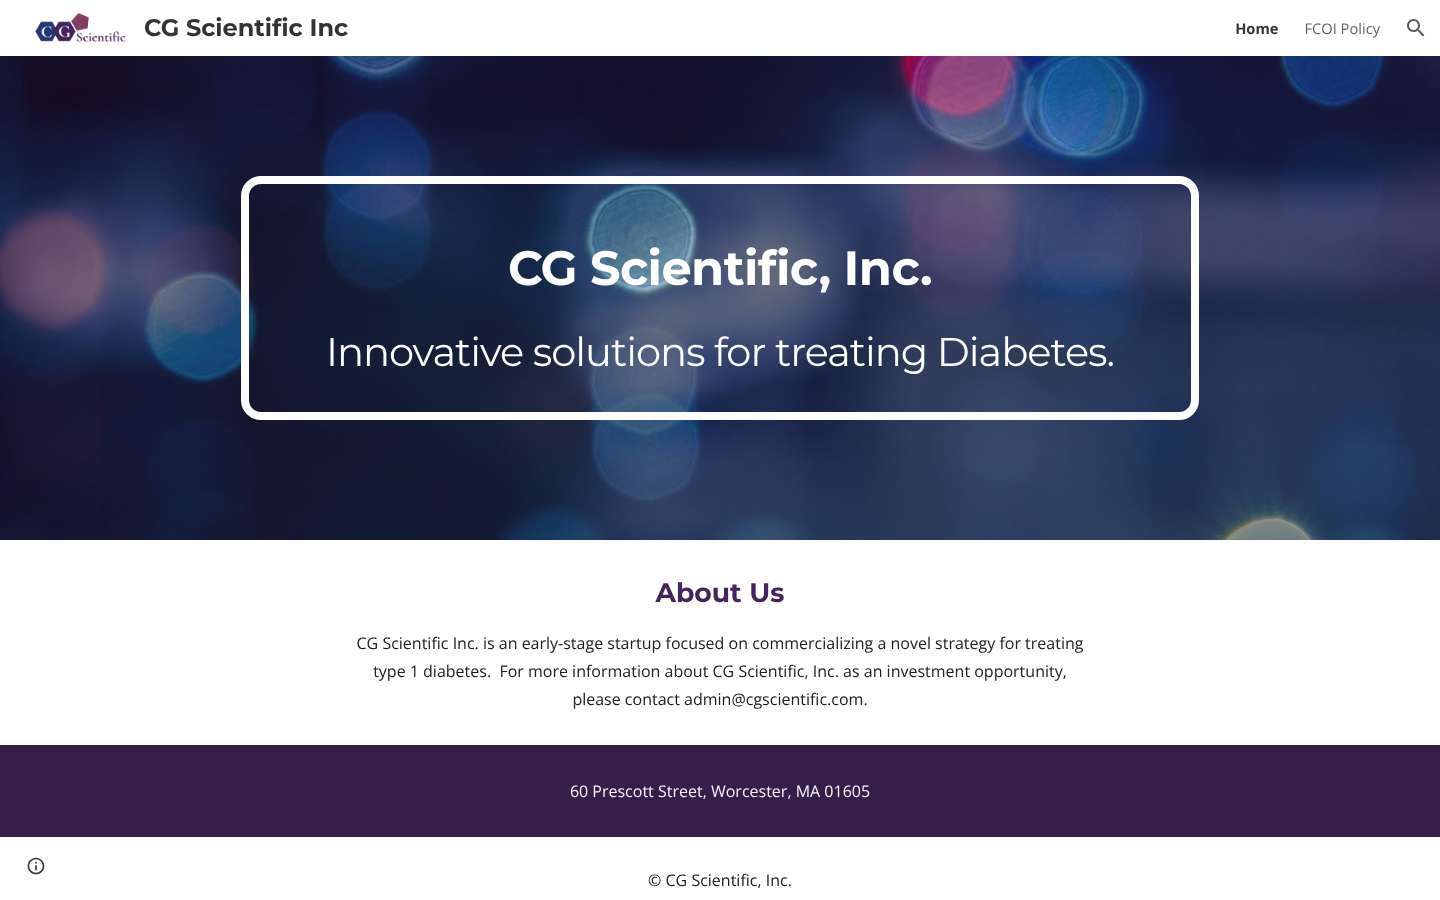 CG Scientific
CG Scientific Inc
Home
FCOI Policy
CG Scientific, Inc.
Innovative solutions for treating Diabetes.
About Us
CG Scientific Inc. is an early-stage startup focused on commercializing a novel strategy for treating
type 1 diabetes.  For more information about CG Scientific, Inc. as an investment opportunity,
please contact admin@cgscientific.com.
60 Prescott Street, Worcester, MA 01605
© CG Scientific, Inc.